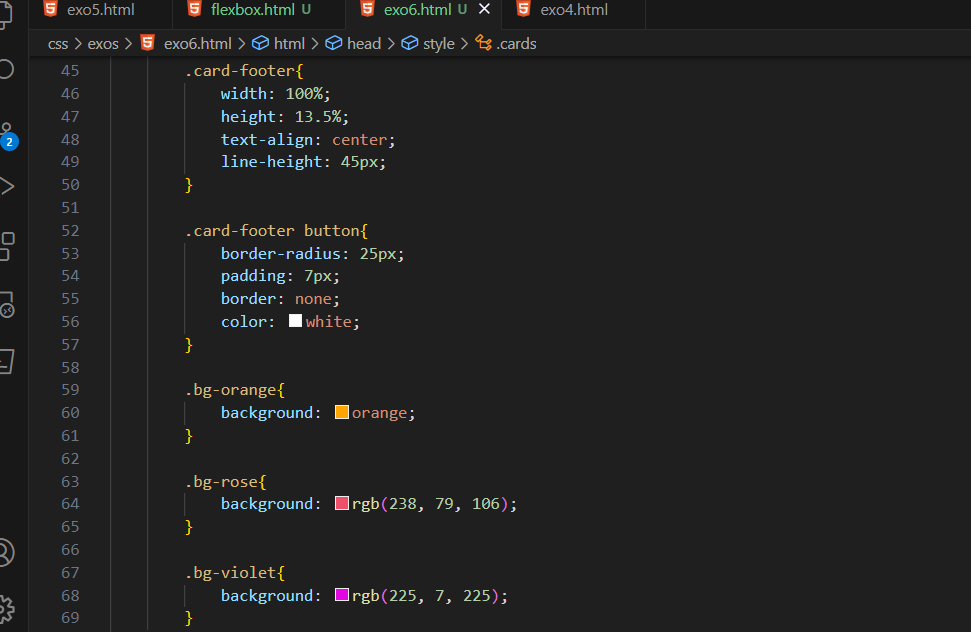 exo5.html
flexbox.html U
exo6.html U
exo4.html
css > exos > exo6.html > html > head > style > .cards
45 .card-footer{
46 width: 100%;
47 height: 13.5%;
48 text-align: center;
49 line-height: 45px;
50 }
51
52 .card-footer button{
53 border-radius: 25px;
54 padding: 7px;
55 border: none;
56 color: white;
57 }
58
59 .bg-orange{
60 background: orange;
61 }
62
63 .bg-rose{
64 background: rgb(238, 79, 106);
65 }
66
67 .bg-violet{
68 background: rgb(225, 7, 225);
69 }
2